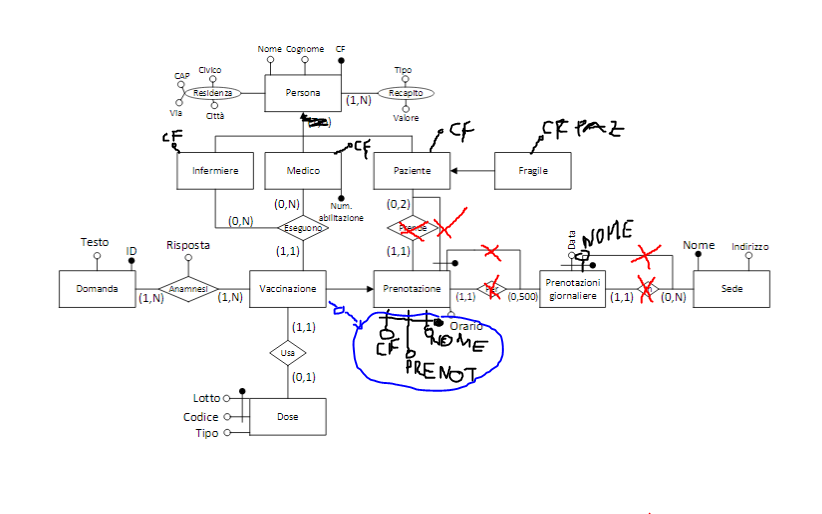 Nome Cognome CF
CAP Civico Tipo
Residenza Persona Recapito
(1,N)
Via Città Valore
CF CF CF CF PAZ
Infermiere Medico Paziente Fragile
(0,N) Num. abilitazione (0,2)
(0,N) Eseguono Prende
Data NOME
Testo ID Risposta (1,1) (1,1) Nome Indirizzo
Domanda Anamnesi Vaccinazione Prenotazione Prenotazioni giornaliere Sede
(1,N) (1,N) (1,1) (0,500) (1,1) (0,N)
Orario
(1,1) CF NOME
PRENOT
Usa
(0,1)
Lotto
Codice Dose
Tipo